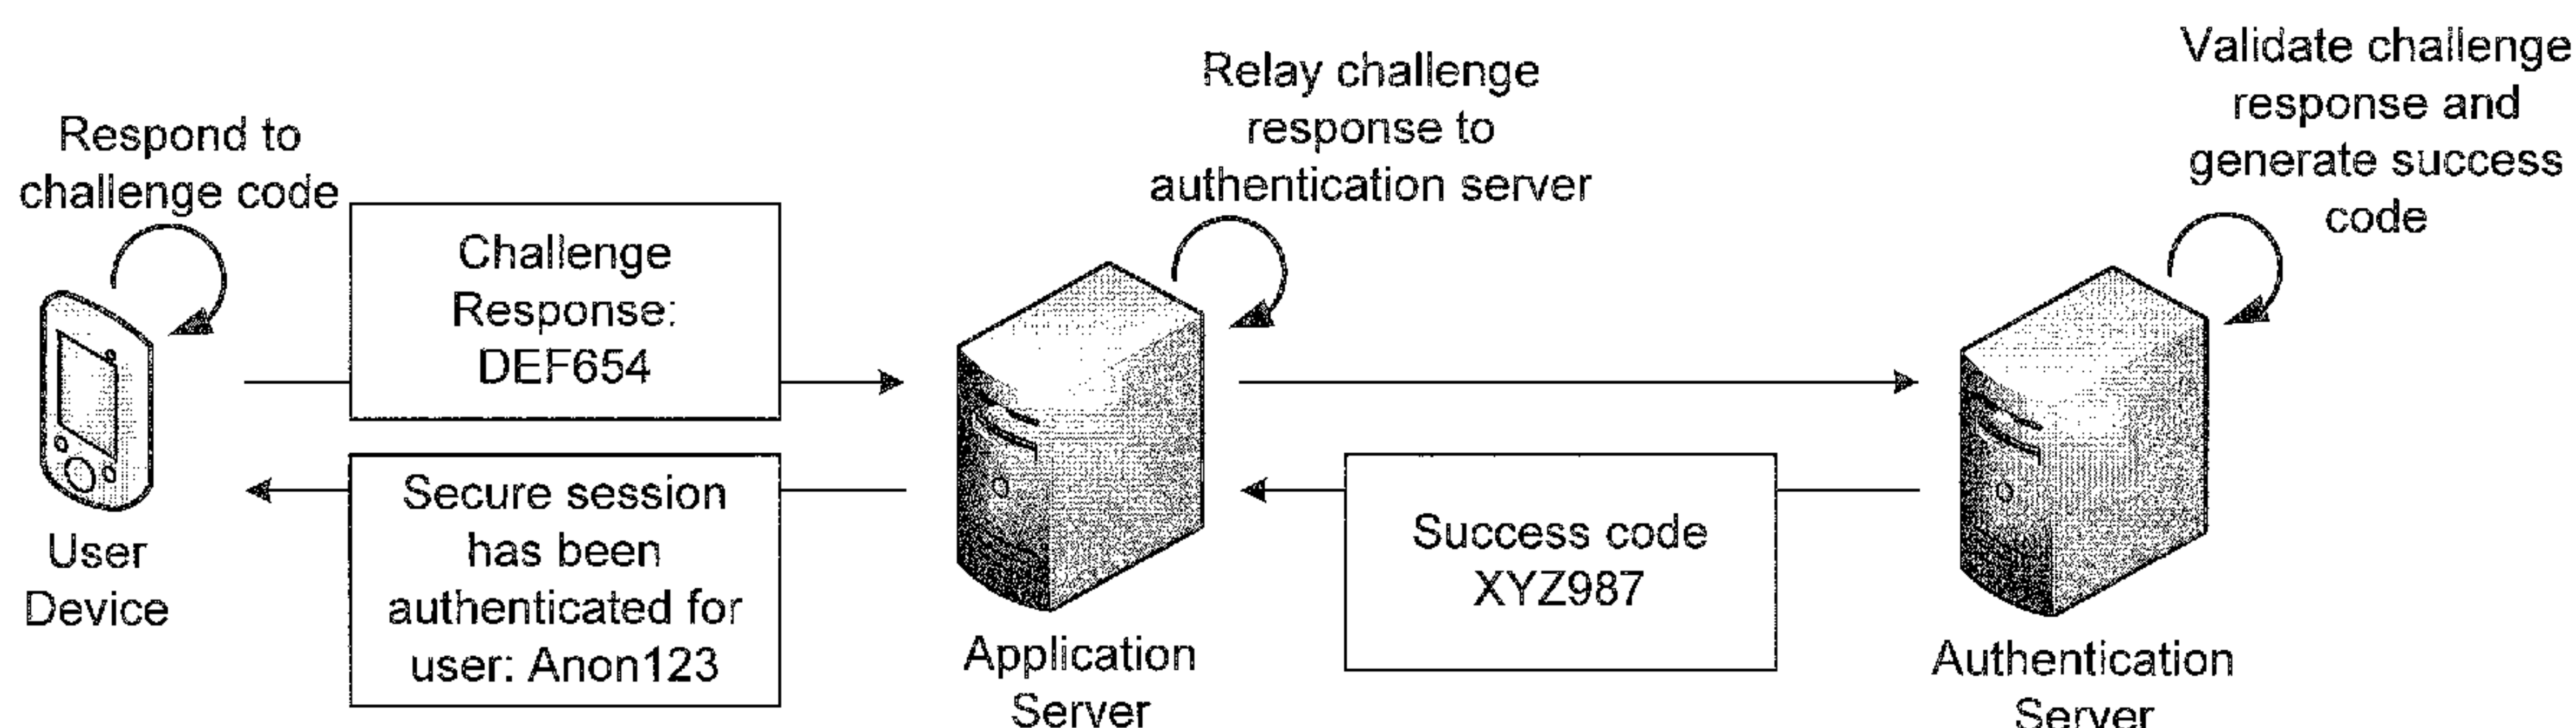 Respond to
challenge code
Challenge
Response:
DEF654
Secure session
has been
authenticated for
user: Anon123
User
Device
Relay challenge
response to
authentication server
Application
Server
Success code
XYZ987
Validate challenge
response and
generate success
code
Authentication
Server